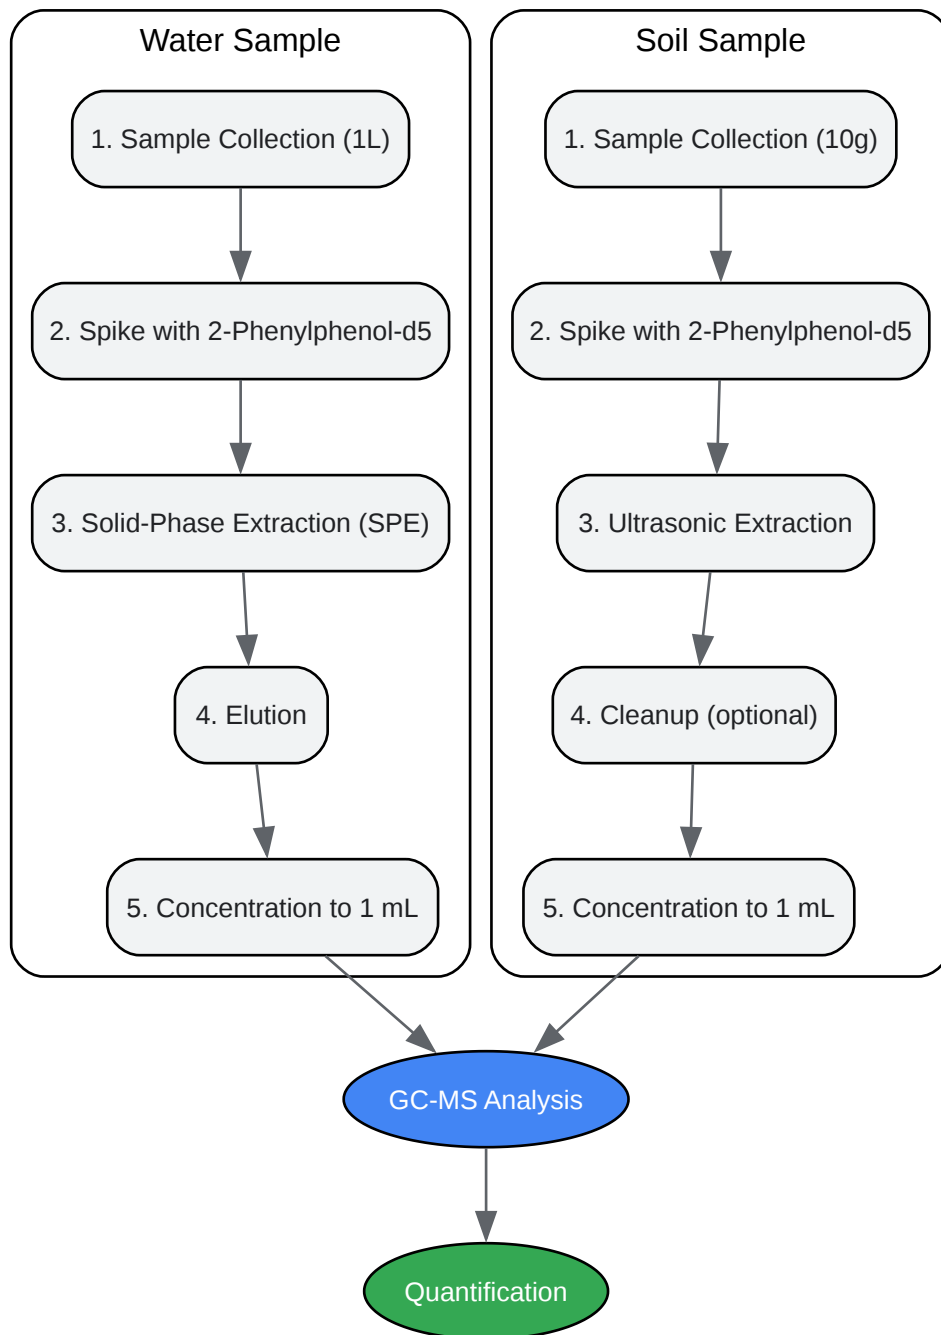 Water Sample
1. Sample Collection (1L)
2. Spike with 2-Phenylphenol-d5
3. Solid-Phase Extraction (SPE)
4. Elution
5. Concentration to 1 mL
Soil Sample
1. Sample Collection (10g)
2. Spike with 2-Phenylphenol-d5
3. Ultrasonic Extraction
4. Cleanup (optional)
5. Concentration to 1 mL
GC-MS Analysis
Quantification